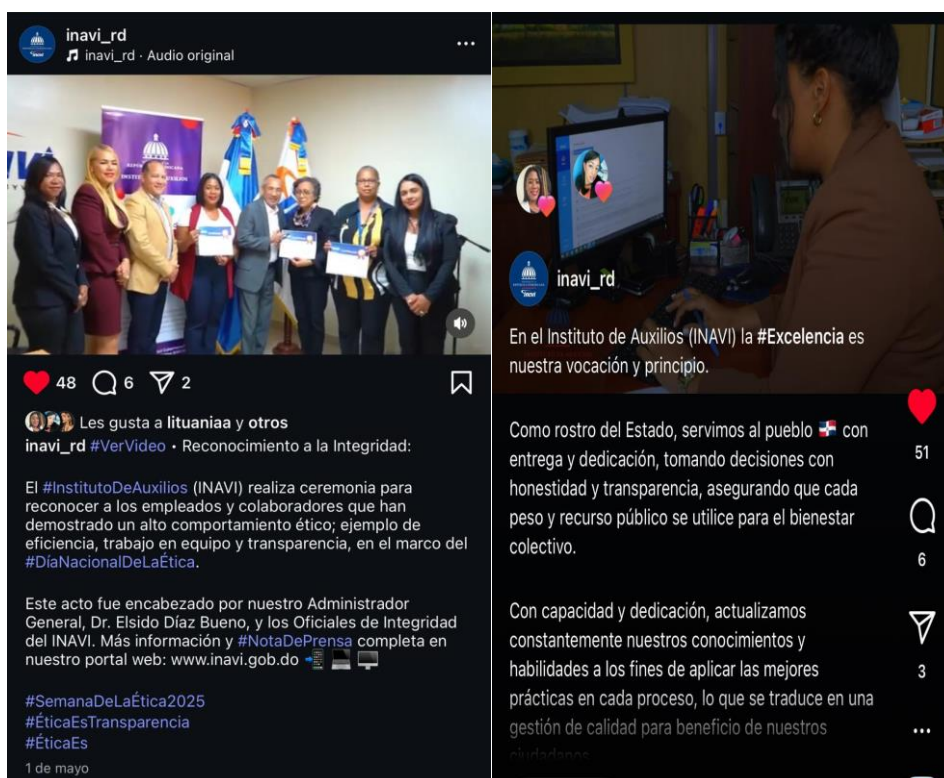 inavi_rd
inavi_rd · Audio original
48
6
2
Les gusta a lituaniaa y otros
inavi_rd #VerVideo • Reconocimiento a la Integridad:
El #InstitutoDeAuxilios (INAVI) realiza ceremonia para
reconocer a los empleados y colaboradores que han
demostrado un alto comportamiento ético; ejemplo de
eficiencia, trabajo en equipo y transparencia, en el marco del
#DíaNacionalDeLaÉtica.
Este acto fue encabezado por nuestro Administrador
General, Dr. Elsido Díaz Bueno, y los Oficiales de Integridad
del INAVI. Más información y #NotaDePrensa completa en
nuestro portal web: www.inavi.gob.do
#SemanaDeLaÉtica2025
#ÉticaEsTransparencia
#ÉticaEs
1 de mayo
inavi_rd
En el Instituto de Auxilios (INAVI) la #Excelencia es
nuestra vocación y principio.
Como rostro del Estado, servimos al pueblo 🇩🇴 con
entrega y dedicación, tomando decisiones con
honestidad y transparencia, asegurando que cada
peso y recurso público se utilice para el bienestar
colectivo.
Con capacidad y dedicación, actualizamos
constantemente nuestros conocimientos y
habilidades a los fines de aplicar las mejores
prácticas en cada proceso, lo que se traduce en una
gestión de calidad para beneficio de nuestros
ciudadanos
51
6
3